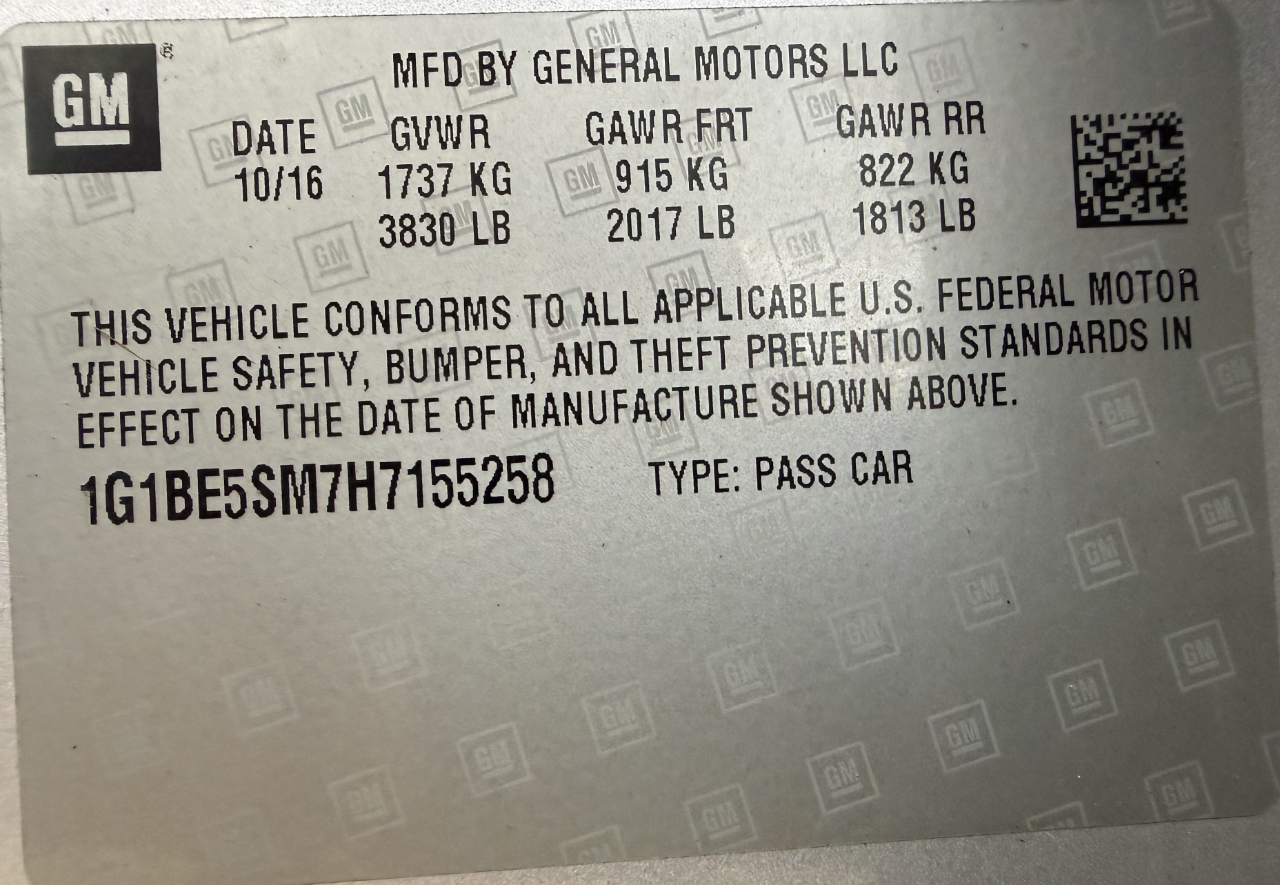 GM ®
MFD BY GENERAL MOTORS LLC
DATE GVWR GAWR FRT GAWR RR
10/16 1737 KG 915 KG 822 KG
3830 LB 2017 LB 1813 LB
THIS VEHICLE CONFORMS TO ALL APPLICABLE U.S. FEDERAL MOTOR
VEHICLE SAFETY, BUMPER, AND THEFT PREVENTION STANDARDS IN
EFFECT ON THE DATE OF MANUFACTURE SHOWN ABOVE.
1G1BE5SM7H7155258 TYPE: PASS CAR